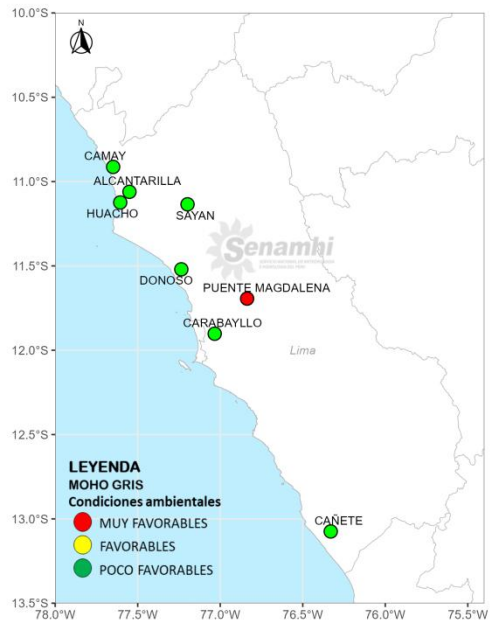 10.0°S
N
10.5°S
CAMAY
11.0°S
ALCANTARILLA
HUACHO
SAYAN
Senamhi
11.5°S
DONOSO
PUENTE MAGDALENA
CARABAYLLO
12.0°S
Lima
12.5°S
LEYENDA
MOHO GRIS
Condiciones ambientales
MUY FAVORABLES
FAVORABLES
POCO FAVORABLES
CAÑETE
13.0°S
13.5°S
78.0°W 77.5°W 77.0°W 76.5°W 76.0°W 75.5°W